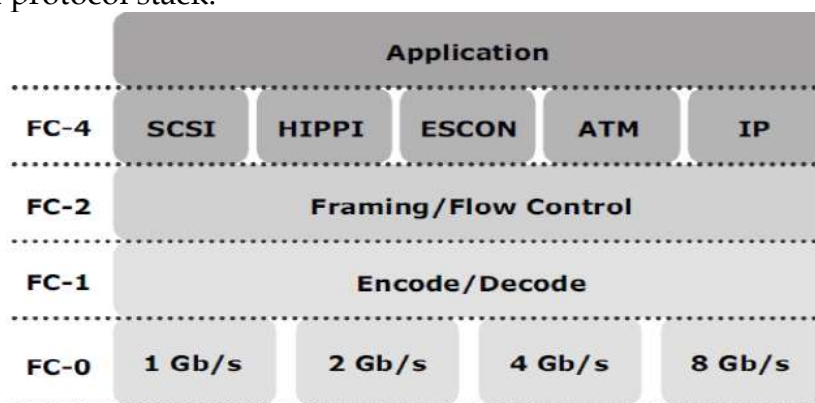 protocol stack.
Application
FC-4 SCSI HIPPI ESCON ATM IP
FC-2 Framing/Flow Control
FC-1 Encode/Decode
FC-0 1 Gb/s 2 Gb/s 4 Gb/s 8 Gb/s